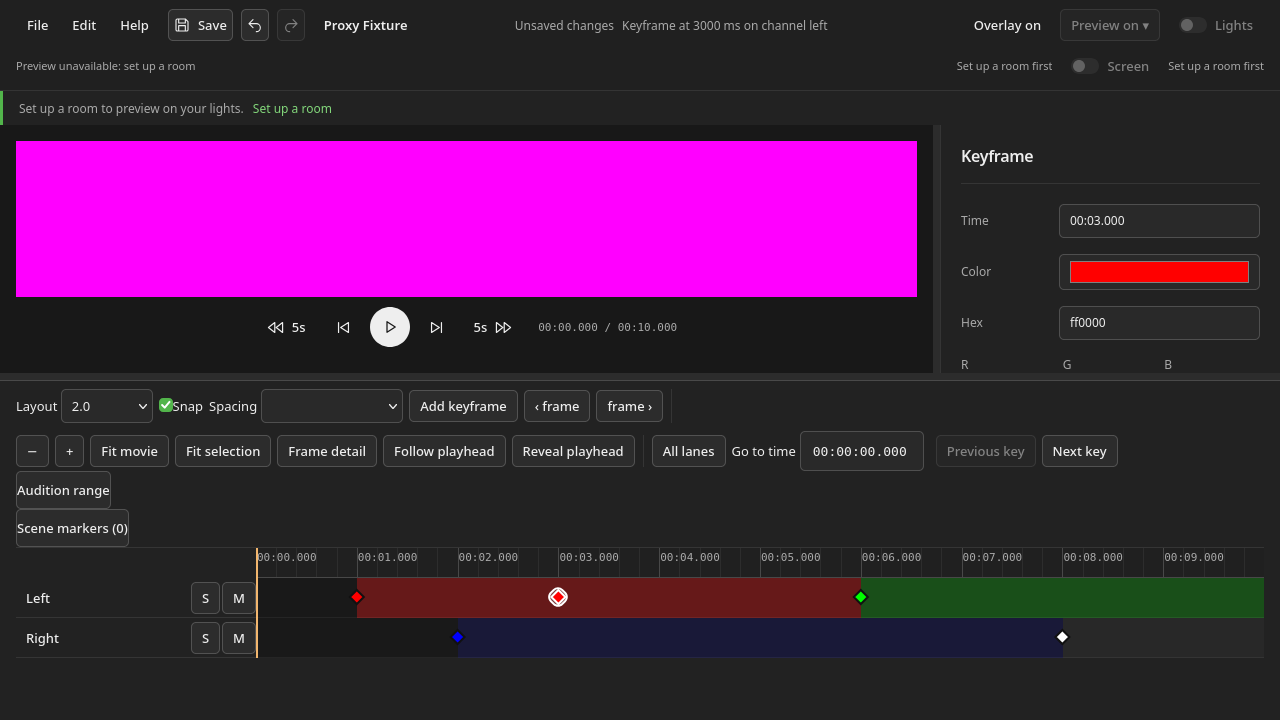 File Edit Help Save Proxy Fixture Unsaved changes Keyframe at 3000 ms on channel left Overlay on Preview on ▾ Lights
Preview unavailable: set up a room Set up a room first Screen Set up a room first
Set up a room to preview on your lights. Set up a room
Keyframe
Time 00:03.000
Color
Hex ff0000
R G B
5s 5s 00:00.000 / 00:10.000
Layout 2.0 Snap Spacing Add keyframe ‹ frame frame ›
− + Fit movie Fit selection Frame detail Follow playhead Reveal playhead All lanes Go to time 00:00:00.000 Previous key Next key
Audition range
Scene markers (0)
00:00.000 00:01.000 00:02.000 00:03.000 00:04.000 00:05.000 00:06.000 00:07.000 00:08.000 00:09.000
Left S M
Right S M